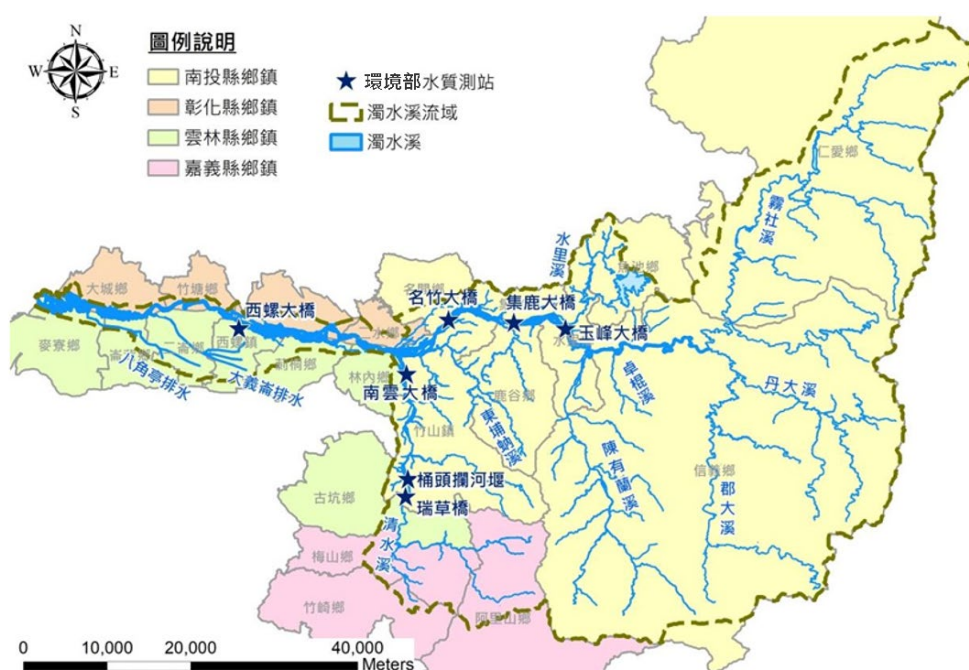 N
W
E
S
圖例說明
南投縣鄉鎮
彰化縣鄉鎮
雲林縣鄉鎮
嘉義縣鄉鎮
環境部水質測站
濁水溪流域
濁水溪
仁愛鄉
霧社溪
水里溪
魚池鄉
大城鄉
竹塘鄉
西螺大橋
名間鄉
名竹大橋
集鹿大橋
玉峰大橋
二水鄉
麥寮鄉
二崙鄉
西螺鎮
莿桐鄉
八角亭排水
大義崙排水
林內鄉
南雲大橋
鹿谷鄉
卓棍溪
丹大溪
竹山鎮
東埔蚋溪
陳有蘭溪
信義鄉
郡大溪
桶頭攔河堰
瑞草橋
古坑鄉
清水溪
梅山鄉
竹崎鄉
阿里山鄉
0 10,000 20,000 40,000
Meters